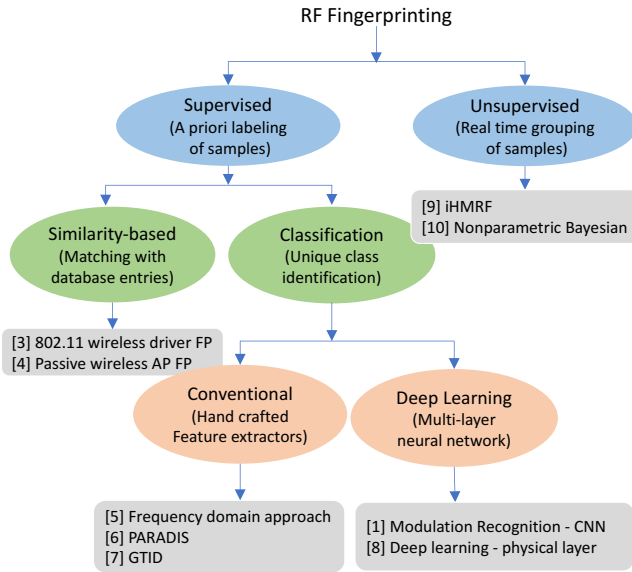 RF Fingerprinting
Supervised
(A priori labeling
of samples)
Unsupervised
(Real time grouping
of samples)
[9] iHMRF
[10] Nonparametric Bayesian
Similarity-based
(Matching with
database entries)
Classification
(Unique class
identification)
[3] 802.11 wireless driver FP
[4] Passive wireless AP FP
Conventional
(Hand crafted
Feature extractors)
Deep Learning
(Multi-layer
neural network)
[5] Frequency domain approach
[6] PARADIS
[7] GTID
[1] Modulation Recognition - CNN
[8] Deep learning - physical layer